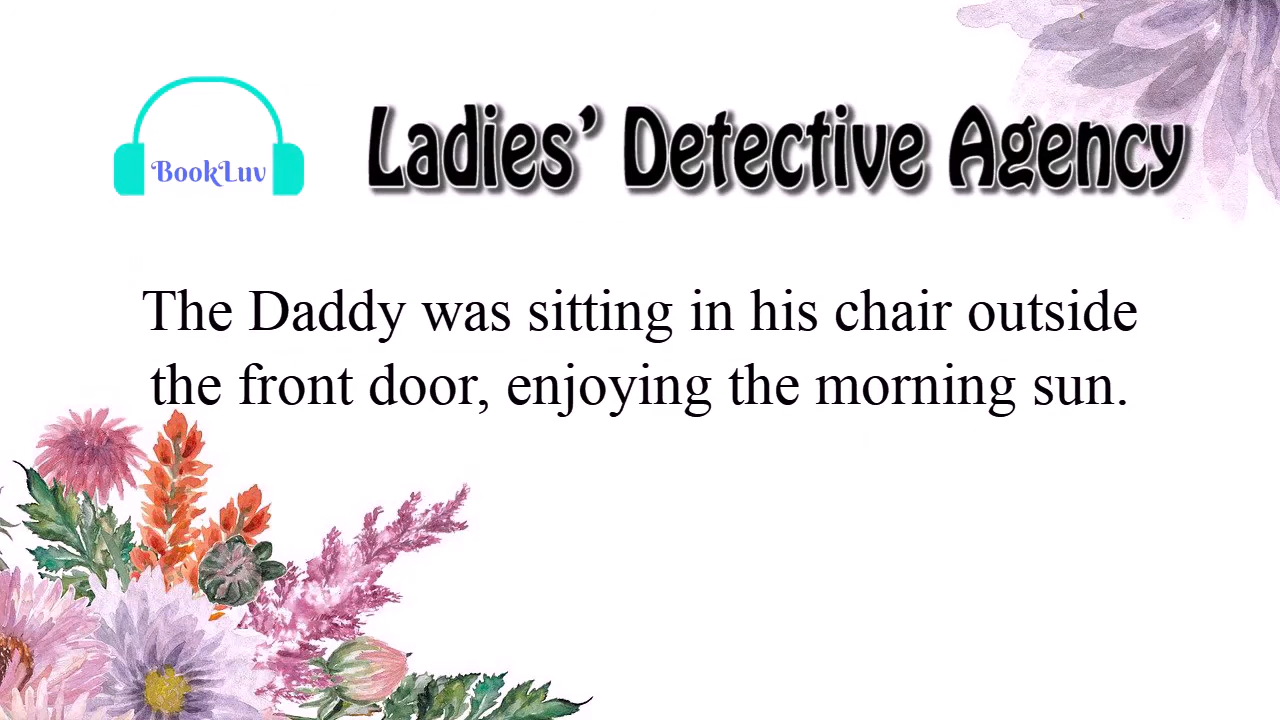 BookLuv
Ladies’ Detective Agency
The Daddy was sitting in his chair outside
the front door, enjoying the morning sun.